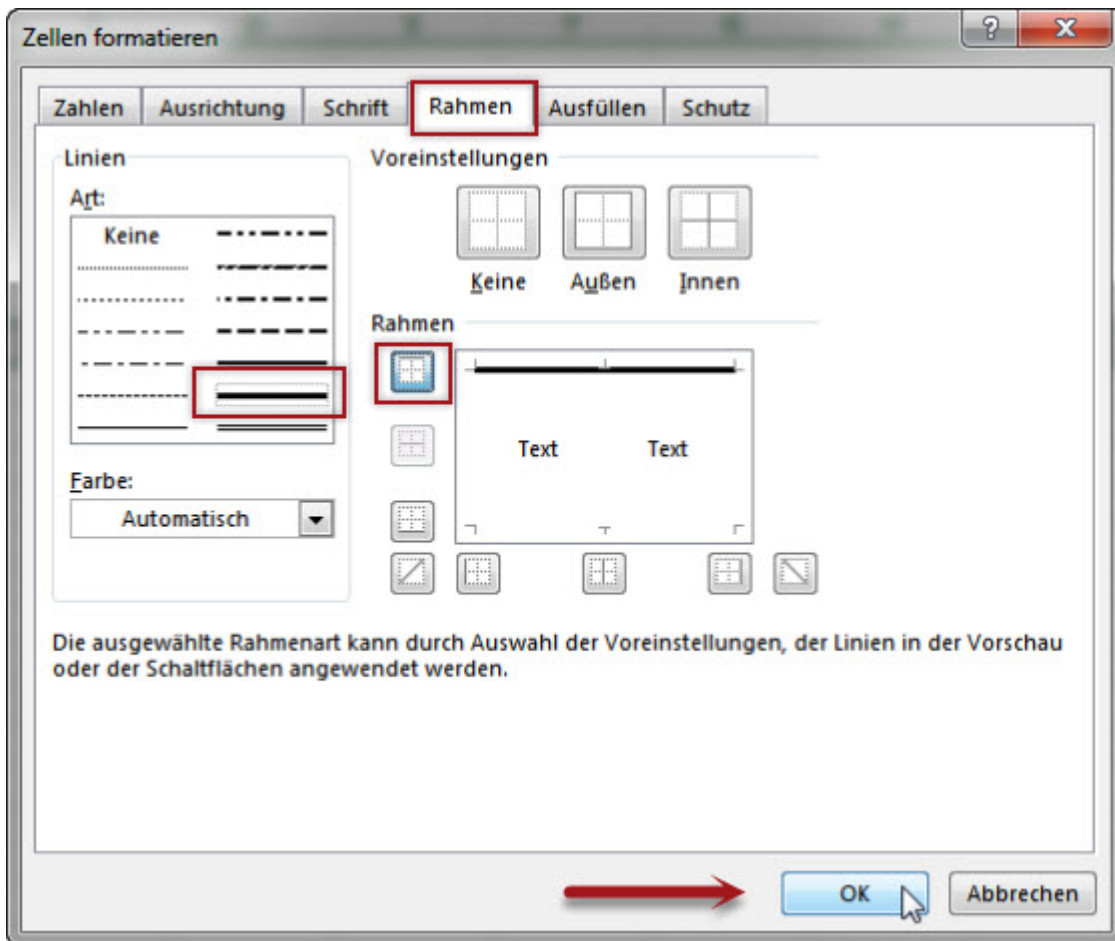 Zellen formatieren
?
Zahlen Ausrichtung Schrift Rahmen Ausfüllen Schutz
Linien
Art:
Keine
Farbe:
Automatisch
Voreinstellungen
Keine Außen Innen
Rahmen
Text Text
Die ausgewählte Rahmenart kann durch Auswahl der Voreinstellungen, der Linien in der Vorschau
oder der Schaltflächen angewendet werden.
OK Abbrechen